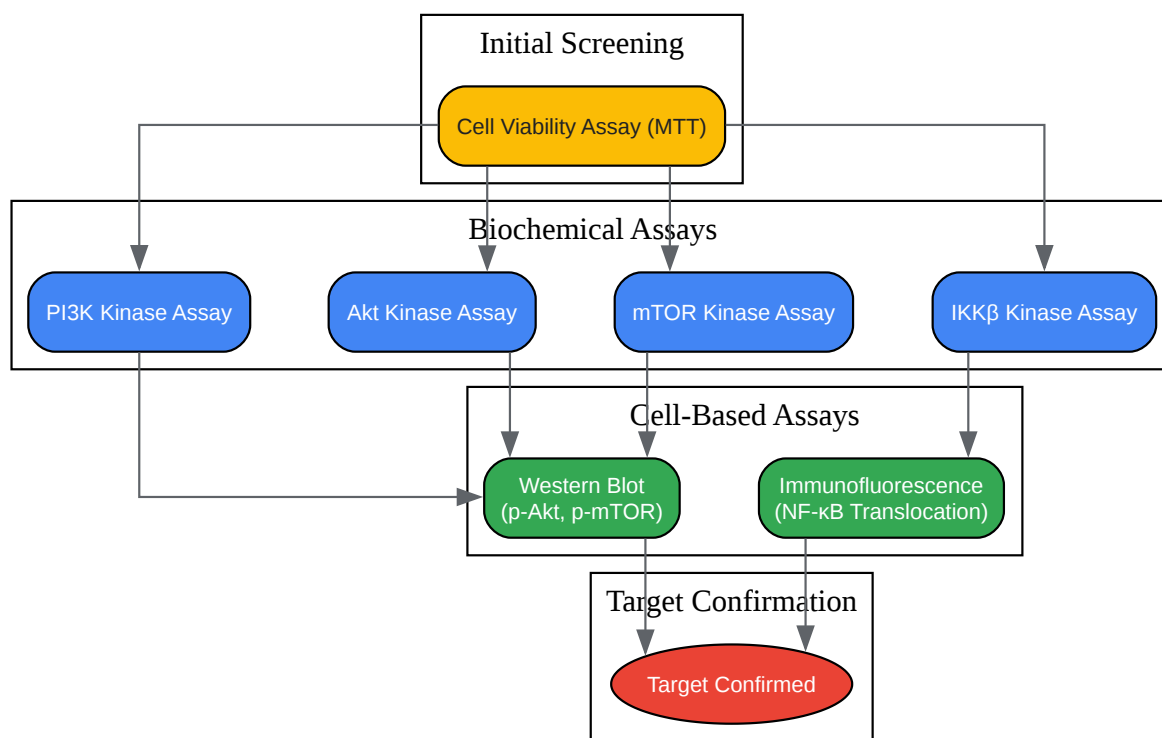 Initial Screening
Cell Viability Assay (MTT)
Biochemical Assays
PI3K Kinase Assay
Akt Kinase Assay
mTOR Kinase Assay
IKKβ Kinase Assay
Cell-Based Assays
Western Blot
(p-Akt, p-mTOR)
Immunofluorescence
(NF-κB Translocation)
Target Confirmation
Target Confirmed